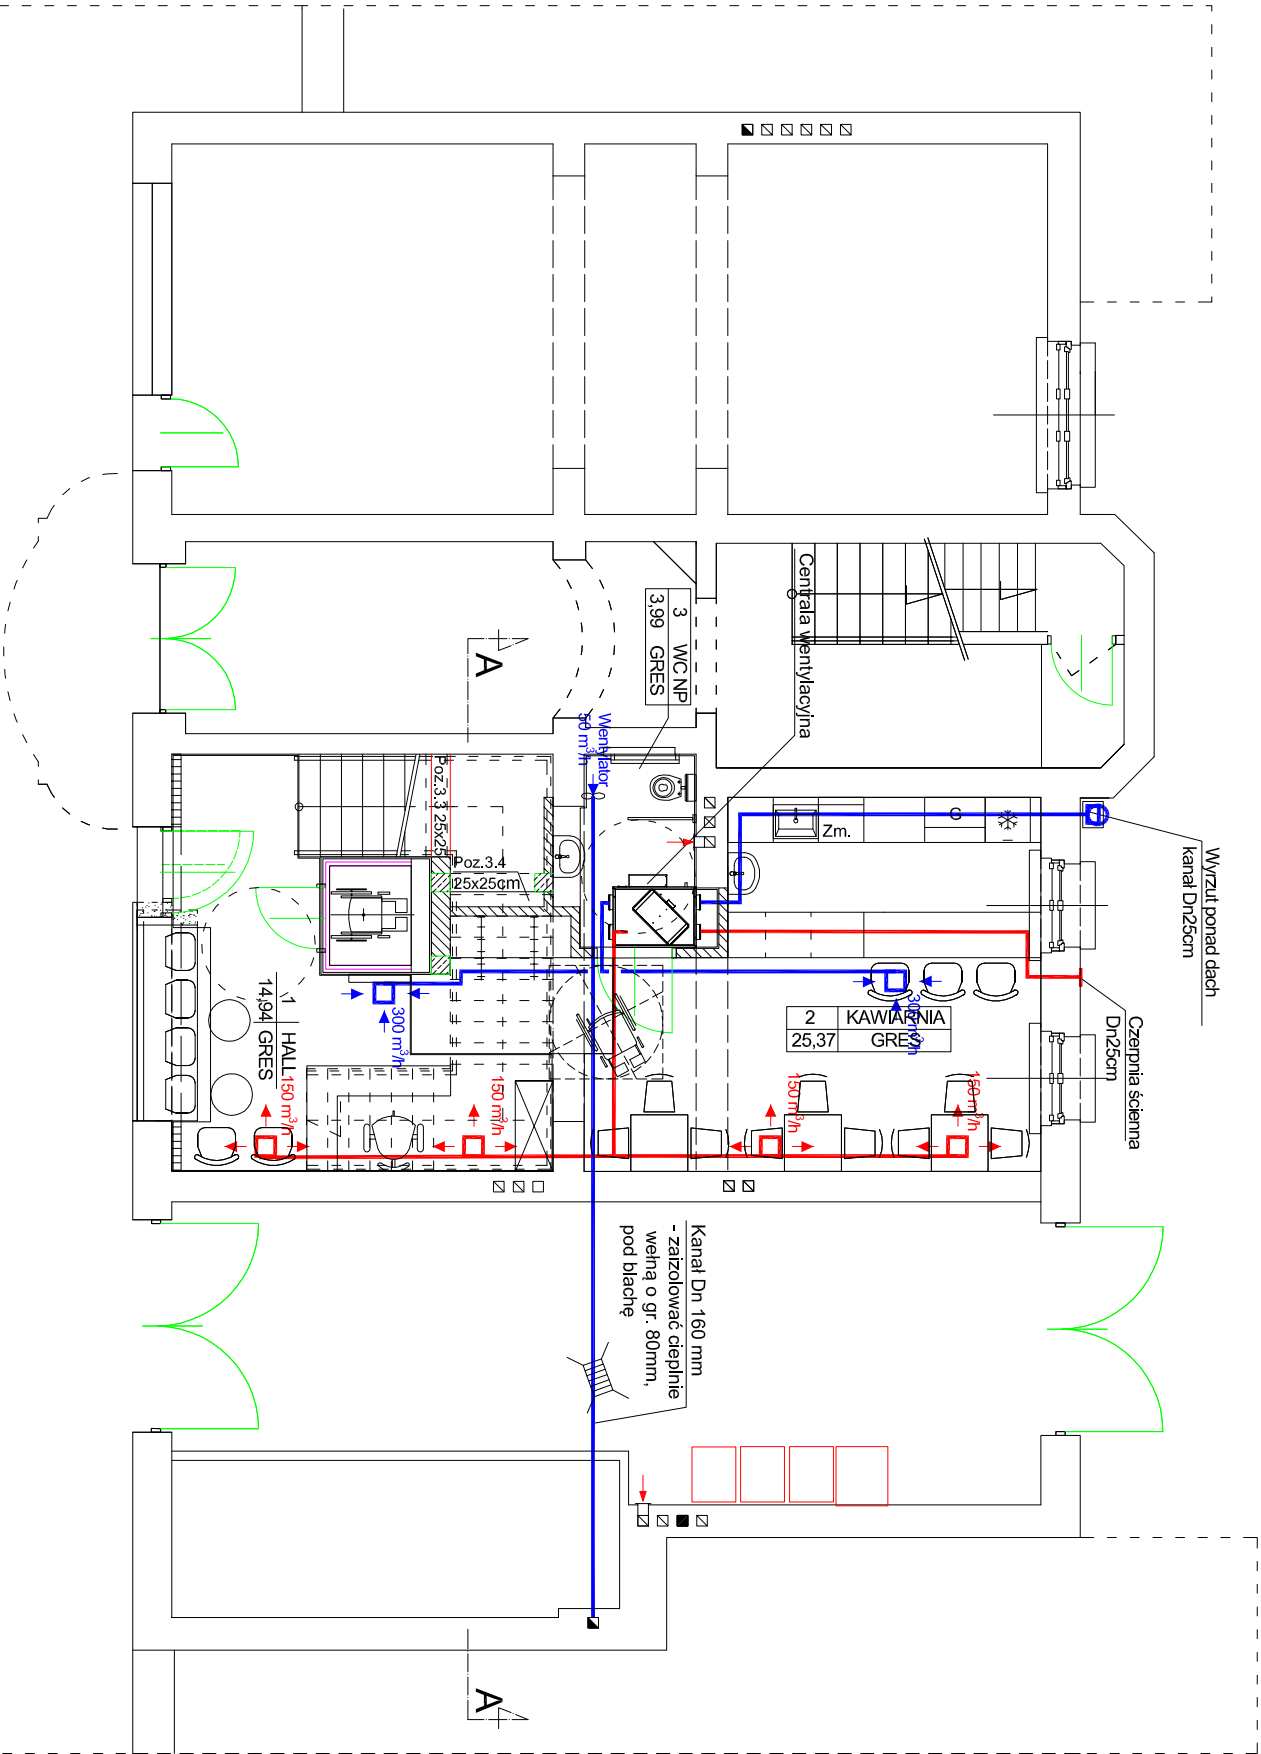 Wyrzut ponad dach
kanał Dn25cm
Czerpnia ścienna
Dn25cm
Centrala wentylacyjna
3 WC NP
3,99 GRES
A
Wentylator
50 m³/h
Poz.3.3 25x25
Poz.3.4
25x25cm
Zm.
G
2 KAWIARNIA
25,37 GRES
300 m³/h
300 m³/h
1 HALL
14,94 GRES
150 m³/h
150 m³/h
150 m³/h
150 m³/h
Kanał Dn 160 mm
- zaizolować cieplnie
wełną o gr. 80mm,
pod blachę
A